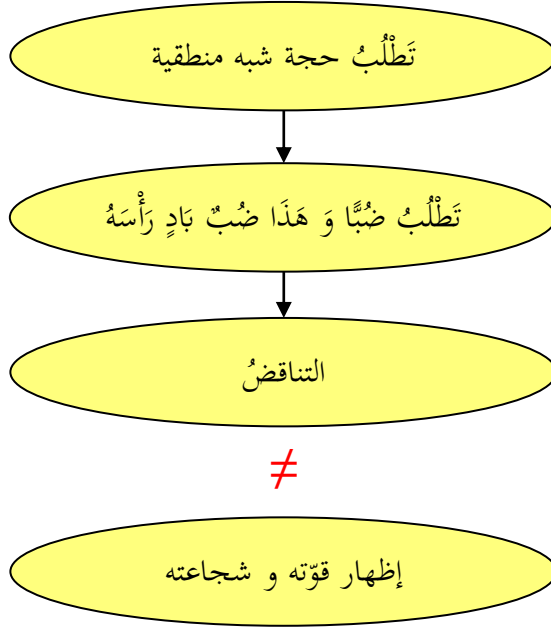 تَطْلُبُ حجة شبه منطقية
تَطْلُبُ ضُبًّا وَ هَذَا ضُبٌ بَادٍ رَأْسَهُ
التناقضُ
≠
إظهار قوّته و شجاعته